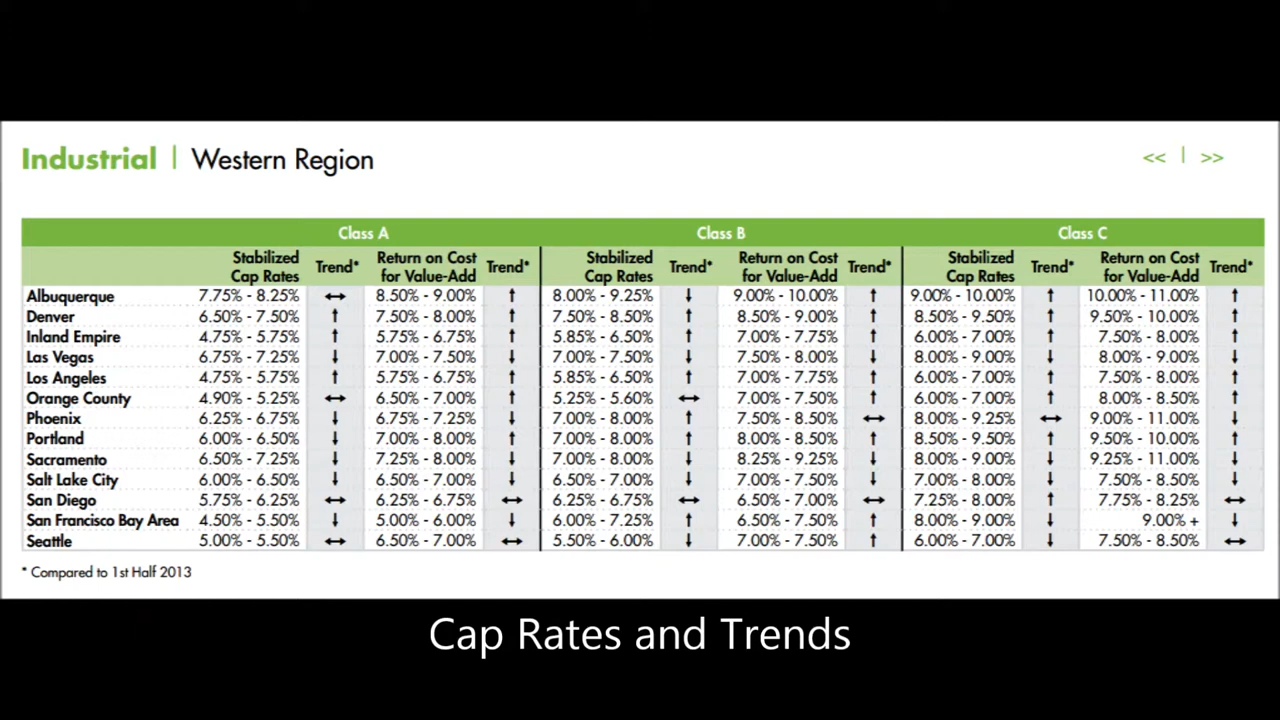 Industrial | Western Region
<< | >>
Class A Class B Class C
Stabilized Cap Rates Trend* Return on Cost for Value-Add Trend* Stabilized Cap Rates Trend* Return on Cost for Value-Add Trend* Stabilized Cap Rates Trend* Return on Cost for Value-Add Trend*
Albuquerque 7.75% - 8.25% ↔ 8.50% - 9.00% ↑ 8.00% - 9.25% ↓ 9.00% - 10.00% ↑ 9.00% - 10.00% ↑ 10.00% - 11.00% ↑
Denver 6.50% - 7.50% ↑ 7.50% - 8.00% ↑ 7.50% - 8.50% ↑ 8.50% - 9.00% ↑ 8.50% - 9.50% ↑ 9.50% - 10.00% ↑
Inland Empire 4.75% - 5.75% ↑ 5.75% - 6.75% ↑ 5.85% - 6.50% ↑ 7.00% - 7.75% ↑ 6.00% - 7.00% ↑ 7.50% - 8.00% ↑
Las Vegas 6.75% - 7.25% ↓ 7.00% - 7.50% ↓ 7.00% - 7.50% ↓ 7.50% - 8.00% ↓ 8.00% - 9.00% ↓ 8.00% - 9.00% ↓
Los Angeles 4.75% - 5.75% ↑ 5.75% - 6.75% ↑ 5.85% - 6.50% ↑ 7.00% - 7.75% ↑ 6.00% - 7.00% ↑ 7.50% - 8.00% ↑
Orange County 4.90% - 5.25% ↔ 6.50% - 7.00% ↑ 5.25% - 5.60% ↔ 7.00% - 7.50% ↑ 6.00% - 7.00% ↑ 8.00% - 8.50% ↑
Phoenix 6.25% - 6.75% ↓ 6.75% - 7.25% ↓ 7.00% - 8.00% ↑ 7.50% - 8.50% ↔ 8.00% - 9.25% ↔ 9.00% - 11.00% ↓
Portland 6.00% - 6.50% ↓ 7.00% - 8.00% ↑ 7.00% - 8.00% ↑ 8.00% - 8.50% ↑ 8.50% - 9.50% ↑ 9.50% - 10.00% ↑
Sacramento 6.50% - 7.25% ↓ 7.25% - 8.00% ↓ 7.00% - 8.00% ↓ 8.25% - 9.25% ↓ 8.00% - 9.00% ↓ 9.25% - 11.00% ↓
Salt Lake City 6.00% - 6.50% ↓ 6.50% - 7.00% ↓ 6.50% - 7.00% ↓ 7.00% - 7.50% ↓ 7.00% - 8.00% ↓ 7.50% - 8.50% ↓
San Diego 5.75% - 6.25% ↔ 6.25% - 6.75% ↔ 6.25% - 6.75% ↔ 6.50% - 7.00% ↔ 7.25% - 8.00% ↑ 7.75% - 8.25% ↔
San Francisco Bay Area 4.50% - 5.50% ↓ 5.00% - 6.00% ↓ 6.00% - 7.25% ↑ 6.50% - 7.50% ↑ 8.00% - 9.00% ↓ 9.00% + ↓
Seattle 5.00% - 5.50% ↔ 6.50% - 7.00% ↔ 5.50% - 6.00% ↓ 7.00% - 7.50% ↑ 6.00% - 7.00% ↓ 7.50% - 8.50% ↔
* Compared to 1st Half 2013
Cap Rates and Trends